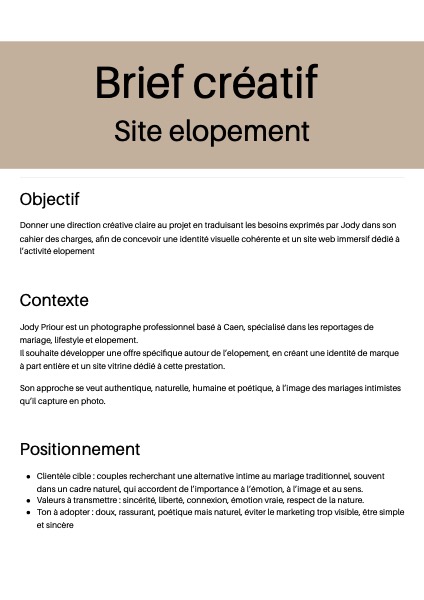 Brief créatif
Site elopement
Objectif
Donner une direction créative claire au projet en traduisant les besoins exprimés par Jody dans son
cahier des charges, afin de concevoir une identité visuelle cohérente et un site web immersif dédié à
l'activité elopement
Contexte
Jody Priour est un photographe professionnel basé à Caen, spécialisé dans les reportages de
mariage, lifestyle et elopement.
Il souhaite développer une offre spécifique autour de l'elopement, en créant une identité de marque
à part entière et un site vitrine dédié à cette prestation.
Son approche se veut authentique, naturelle, humaine et poétique, à l'image des mariages intimistes
qu'il capture en photo.
Positionnement
● Clientèle cible : couples recherchant une alternative intime au mariage traditionnel, souvent
dans un cadre naturel, qui accordent de l'importance à l'émotion, à l'image et au sens.
● Valeurs à transmettre : sincérité, liberté, connexion, émotion vraie, respect de la nature.
● Ton à adopter : doux, rassurant, poétique mais naturel, éviter le marketing trop visible, être simple
et sincère